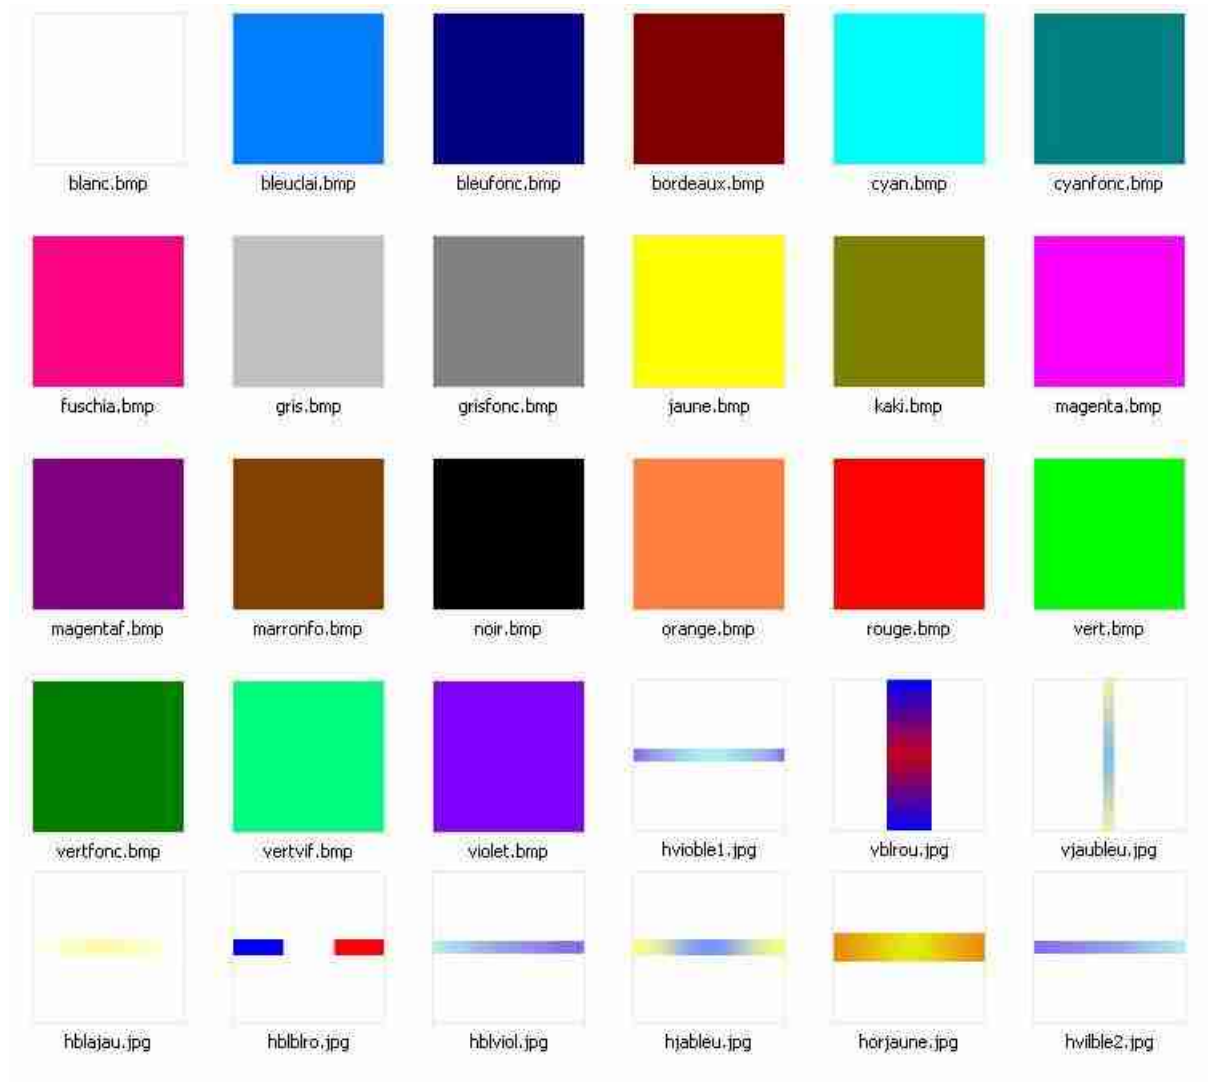 blanc.bmp bleuclai.bmp bleufonc.bmp bordeaux.bmp cyan.bmp cyanfonc.bmp
fuschia.bmp gris.bmp grisfonc.bmp jaune.bmp kaki.bmp magenta.bmp
magentaf.bmp marronfo.bmp noir.bmp orange.bmp rouge.bmp vert.bmp
vertfonc.bmp vertvif.bmp violet.bmp hvioble1.jpg vblrou.jpg vjaubleu.jpg
hblajau.jpg hblblro.jpg hblviol.jpg hjableu.jpg horjaune.jpg hvilble2.jpg